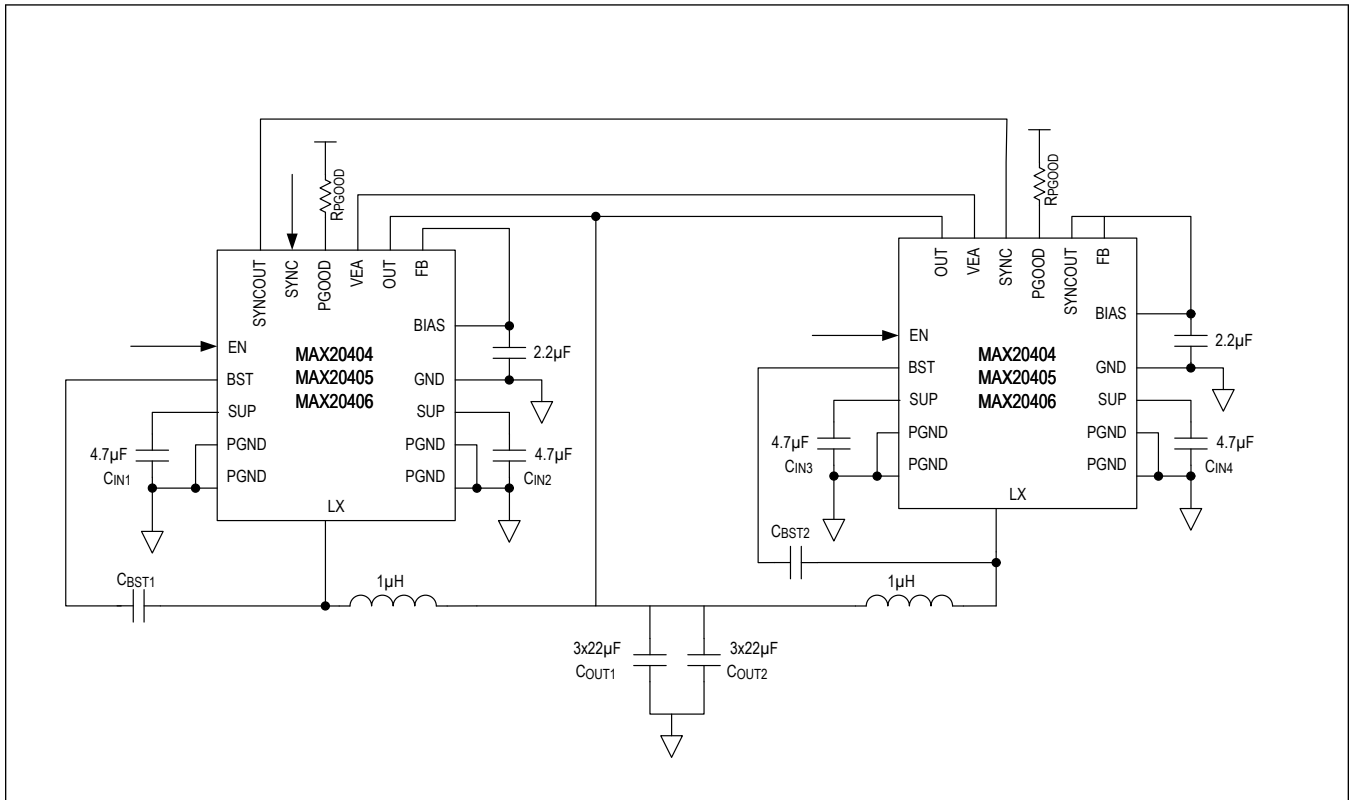 RPGOOD
RPGOOD
SYNCOUT
SYNC
PGOOD
VEA
OUT
FB
EN
BST
SUP
PGND
PGND
MAX20404
MAX20405
MAX20406
BIAS
GND
SUP
PGND
PGND
LX
2.2µF
4.7µF
CIN1
4.7µF
CIN2
CBST1
1µH
OUT
VEA
SYNC
PGOOD
SYNCOUT
FB
EN
BST
SUP
PGND
PGND
MAX20404
MAX20405
MAX20406
BIAS
GND
SUP
PGND
PGND
LX
2.2µF
4.7µF
CIN3
4.7µF
CIN4
CBST2
1µH
3x22µF
COUT1
3x22µF
COUT2